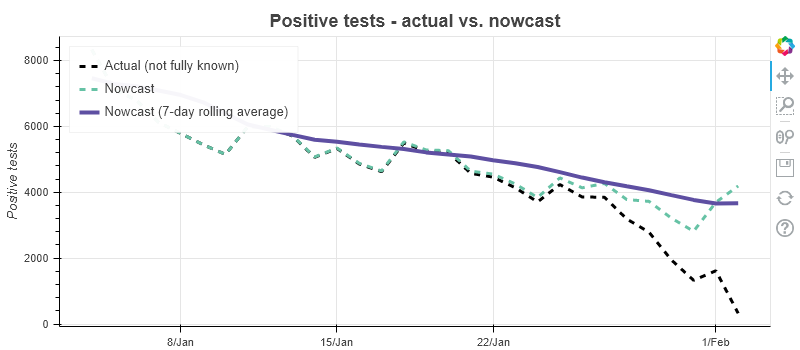 Positive tests - actual vs. nowcast
8000
6000
4000
2000
0
Positive tests
Actual (not fully known)
Nowcast
Nowcast (7-day rolling average)
8/Jan
15/Jan
22/Jan
1/Feb
?